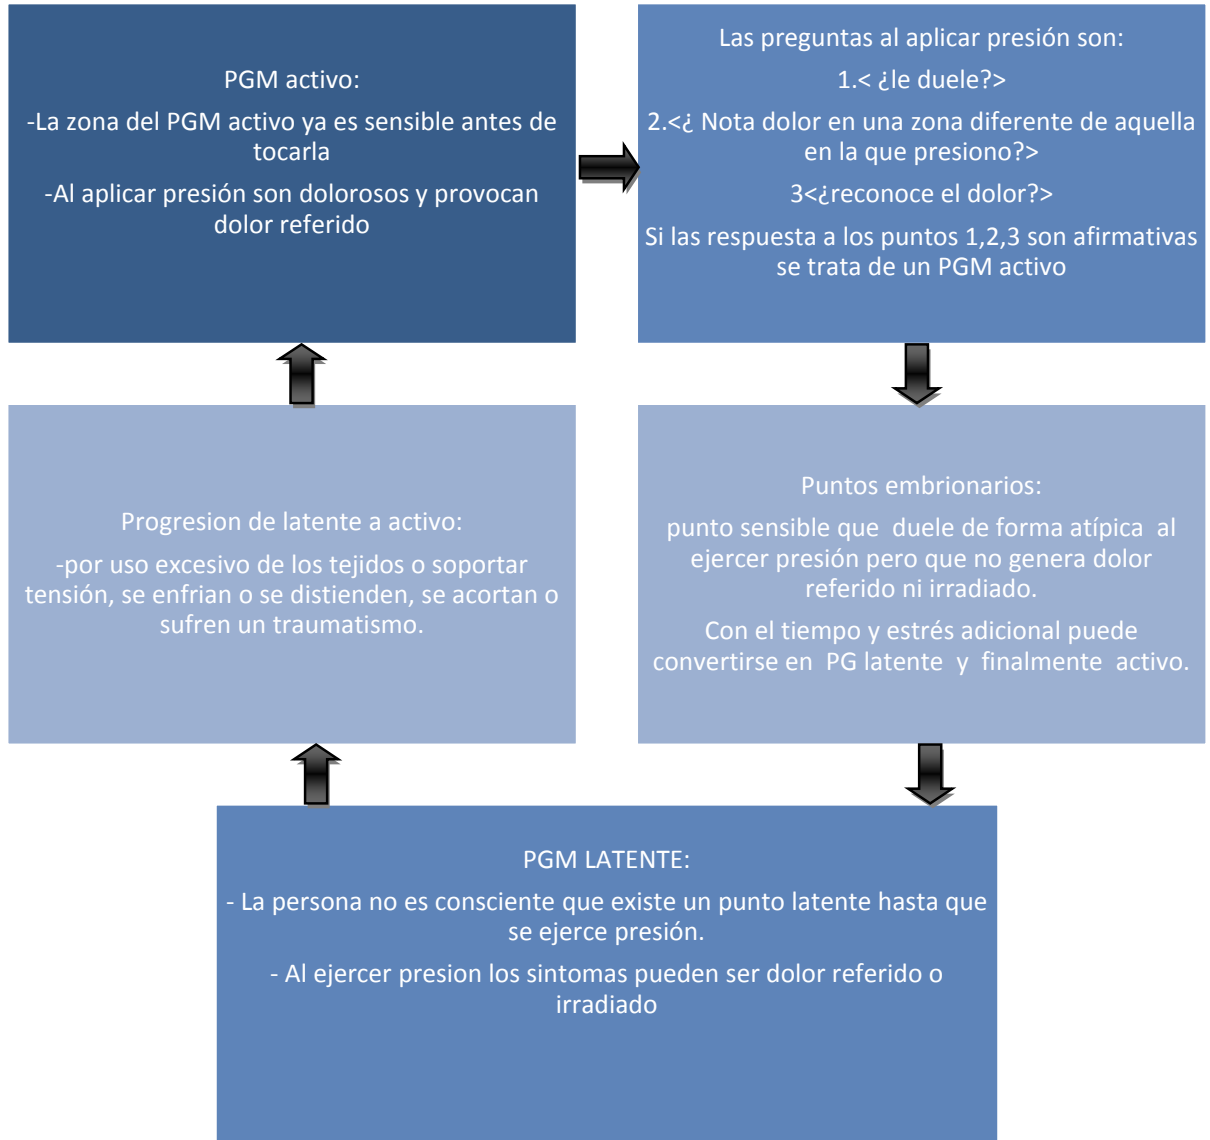 PGM activo:
-La zona del PGM activo ya es sensible antes de
tocarla
-Al aplicar presión son dolorosos y provocan
dolor referido
Las preguntas al aplicar presión son:
1.< ¿le duele?>
2.<¿ Nota dolor en una zona diferente de aquella
en la que presiono?>
3<¿reconoce el dolor?>
Si las respuesta a los puntos 1,2,3 son afirmativas
se trata de un PGM activo
Progresion de latente a activo:
-por uso excesivo de los tejidos o soportar
tensión, se enfrian o se distienden, se acortan o
sufren un traumatismo.
Puntos embrionarios:
punto sensible que duele de forma atípica al
ejercer presión pero que no genera dolor
referido ni irradiado.
Con el tiempo y estrés adicional puede
convertirse en PG latente y finalmente activo.
PGM LATENTE:
- La persona no es consciente que existe un punto latente hasta que
se ejerce presión.
- Al ejercer presion los sintomas pueden ser dolor referido o
irradiado